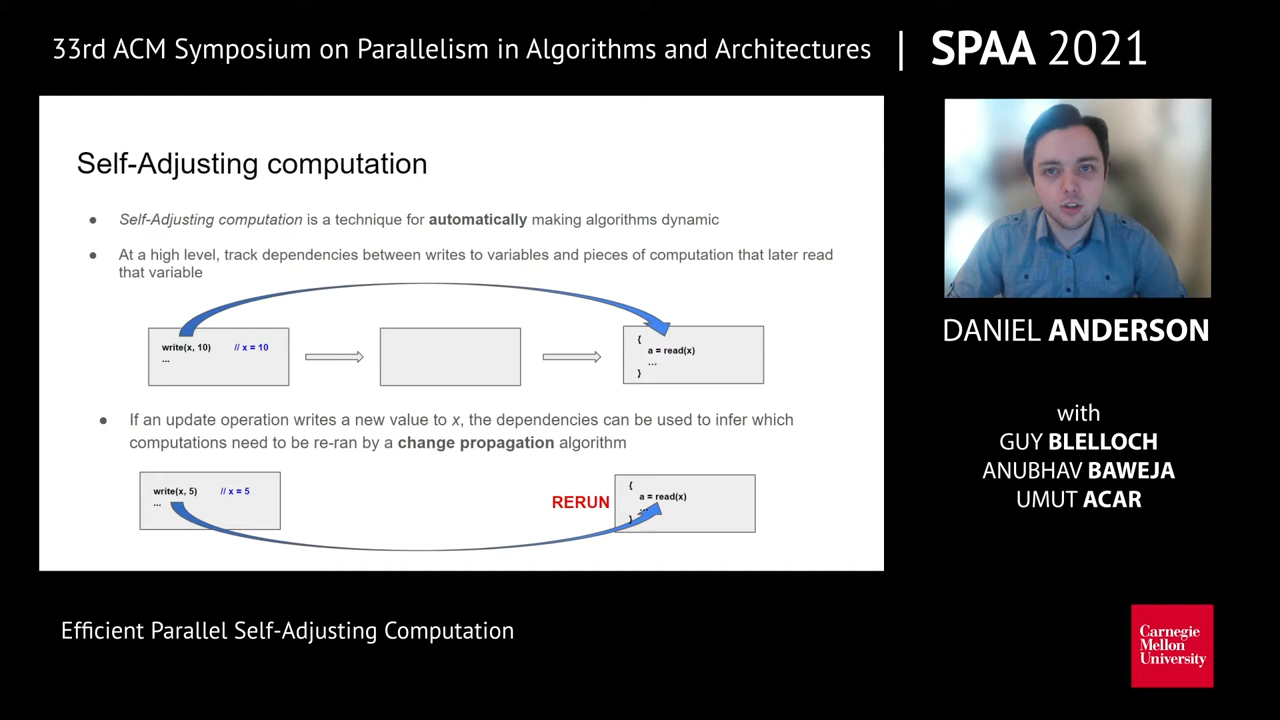 33rd ACM Symposium on Parallelism in Algorithms and Architectures | SPAA 2021
Self-Adjusting computation
● Self-Adjusting computation is a technique for automatically making algorithms dynamic
● At a high level, track dependencies between writes to variables and pieces of computation that later read
that variable
write(x, 10) // x = 10
...
{
a = read(x)
...
}
● If an update operation writes a new value to x, the dependencies can be used to infer which
computations need to be re-ran by a change propagation algorithm
write(x, 5) // x = 5
...
RERUN
{
a = read(x)
...
}
DANIEL ANDERSON
with
GUY BLELLOCH
ANUBHAV BAWEJA
UMUT ACAR
Efficient Parallel Self-Adjusting Computation
Carnegie
Mellon
University